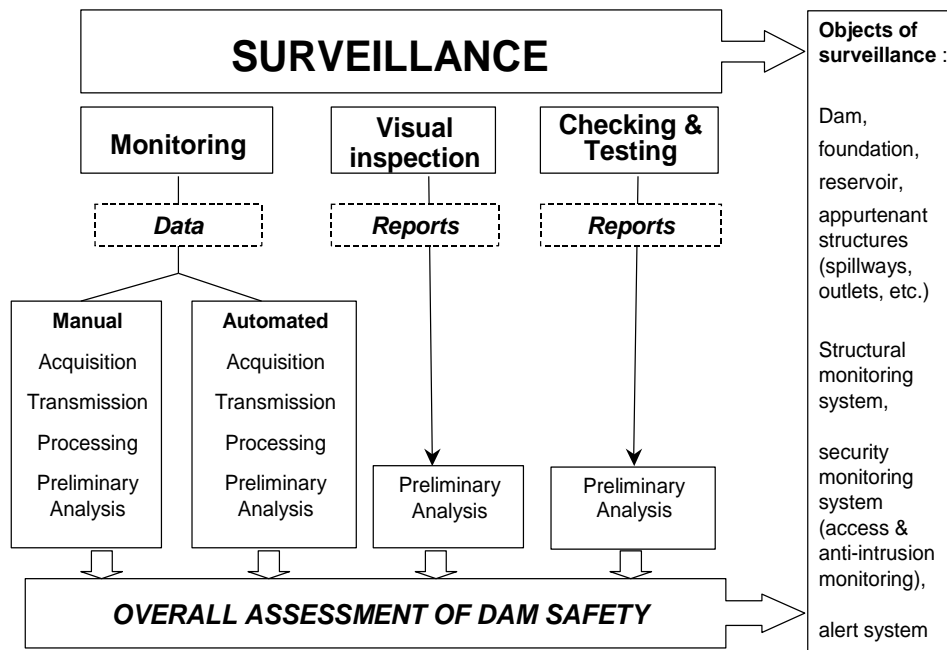 SURVEILLANCE
Monitoring
Visual
inspection
Checking &
Testing
Data
Reports
Reports
Manual
Acquisition
Transmission
Processing
Preliminary
Analysis
Automated
Acquisition
Transmission
Processing
Preliminary
Analysis
Preliminary
Analysis
Preliminary
Analysis
OVERALL ASSESSMENT OF DAM SAFETY
Objects of
surveillance :
Dam,
foundation,
reservoir,
appurtenant
structures
(spillways,
outlets, etc.)
Structural
monitoring
system,
security
monitoring
system
(access &
anti-intrusion
monitoring),
alert system